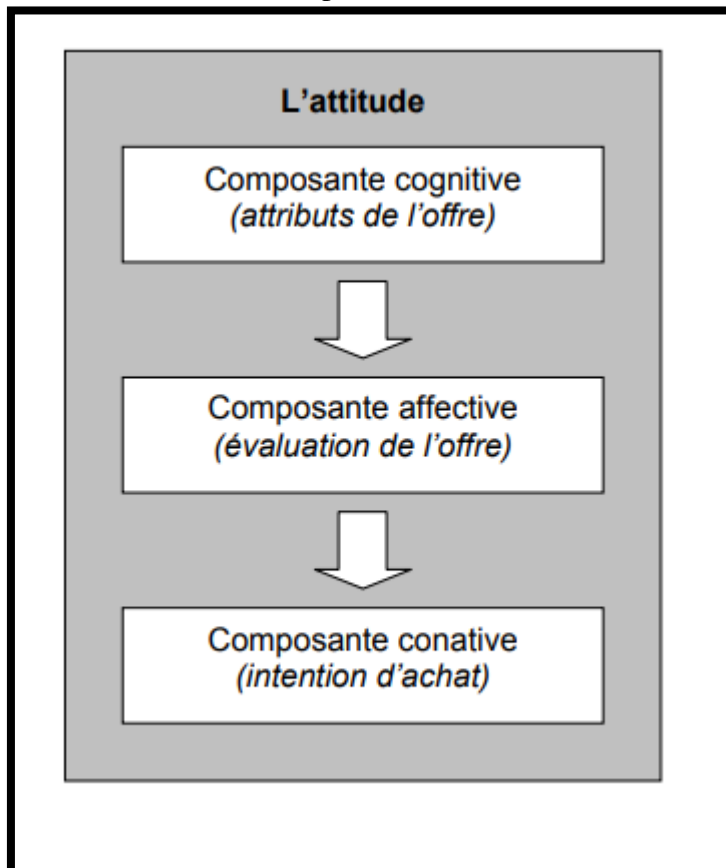 L'attitude
Composante cognitive
(attributs de l'offre)
Composante affective
(évaluation de l'offre)
Composante conative
(intention d'achat)